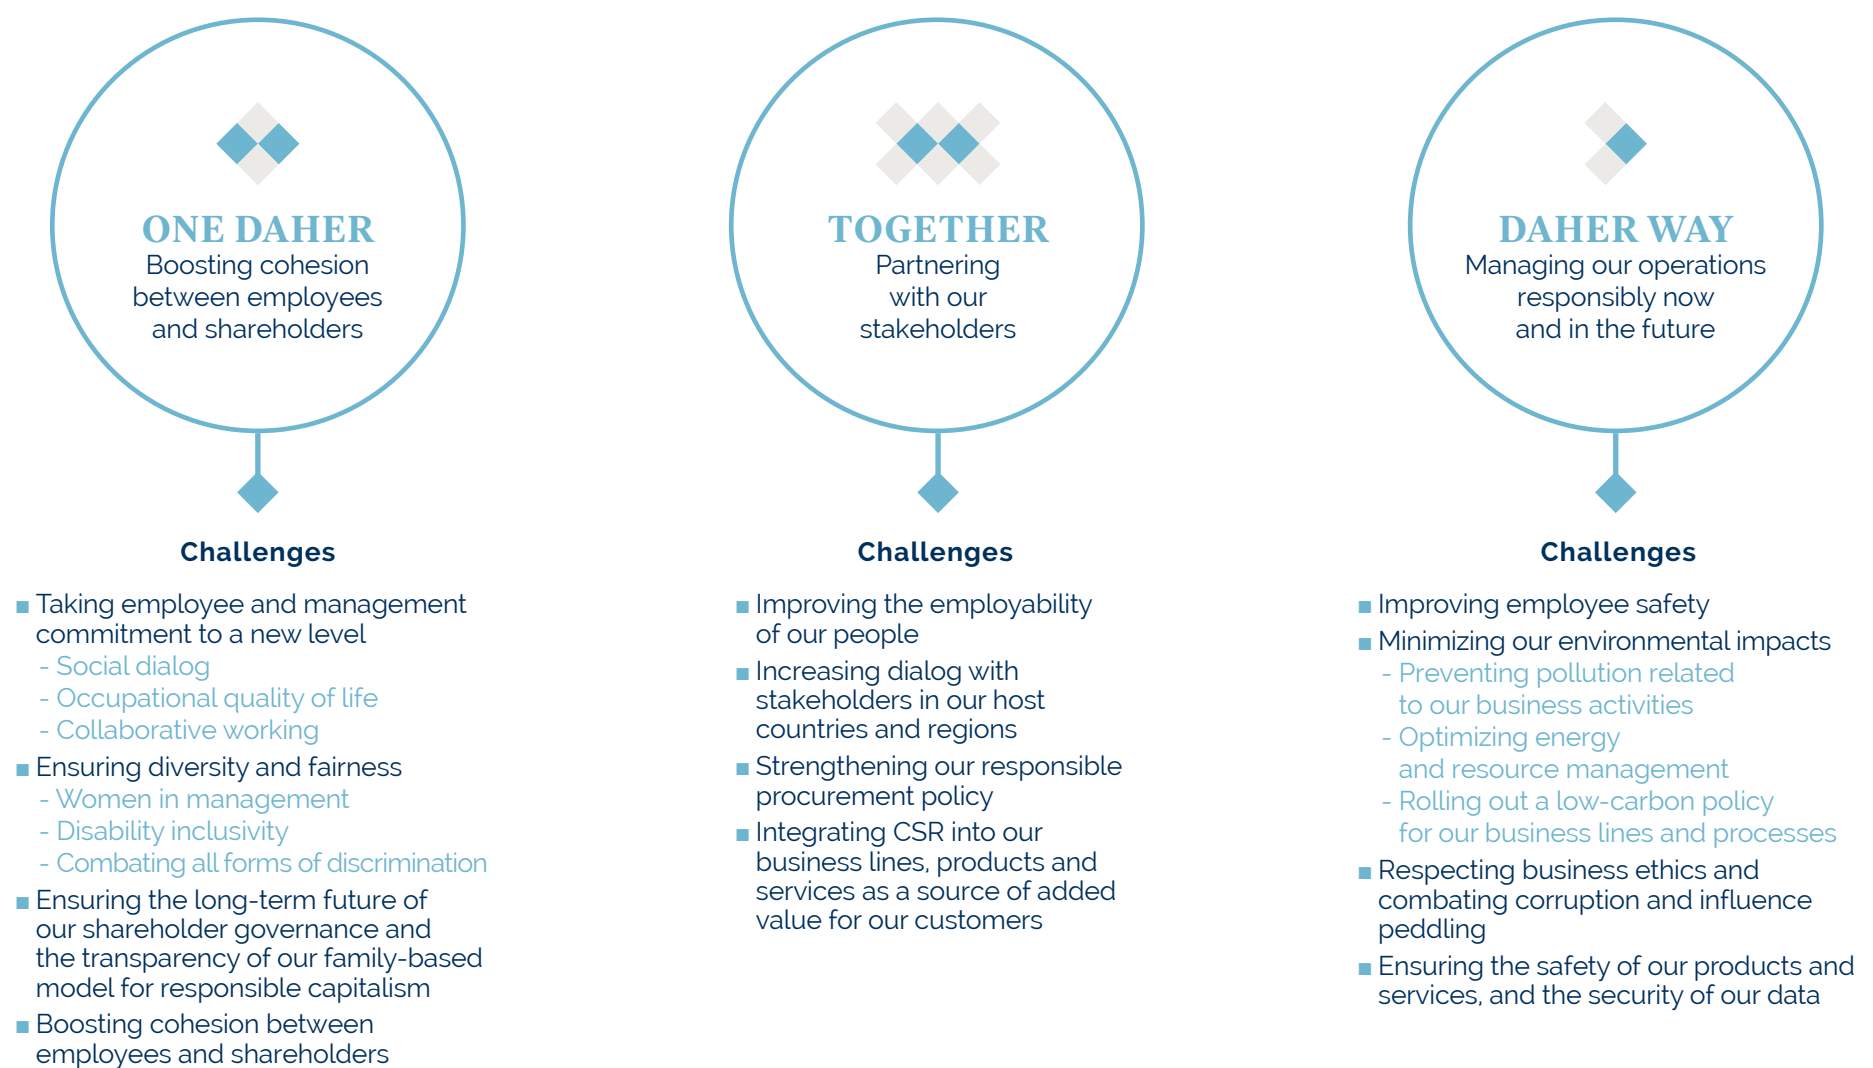 ONE DAHER
Boosting cohesion
between employees
and shareholders
Challenges
■ Taking employee and management
commitment to a new level
- Social dialog
- Occupational quality of life
- Collaborative working
■ Ensuring diversity and fairness
- Women in management
- Disability inclusivity
- Combating all forms of discrimination
■ Ensuring the long-term future of
our shareholder governance and
the transparency of our family-based
model for responsible capitalism
■ Boosting cohesion between
employees and shareholders
TOGETHER
Partnering
with our
stakeholders
Challenges
■ Improving the employability
of our people
■ Increasing dialog with
stakeholders in our host
countries and regions
■ Strengthening our responsible
procurement policy
■ Integrating CSR into our
business lines, products and
services as a source of added
value for our customers
DAHER WAY
Managing our operations
responsibly now
and in the future
Challenges
■ Improving employee safety
■ Minimizing our environmental impacts
- Preventing pollution related
to our business activities
- Optimizing energy
and resource management
- Rolling out a low-carbon policy
for our business lines and processes
■ Respecting business ethics and
combating corruption and influence
peddling
■ Ensuring the safety of our products and
services, and the security of our data